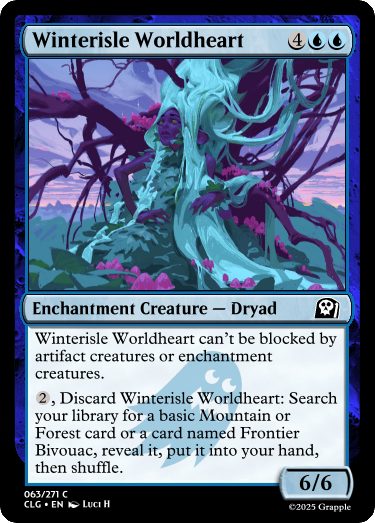 Winterisle Worldheart 4
Enchantment Creature — Dryad
Winterisle Worldheart can't be blocked by
artifact creatures or enchantment
creatures.
2, Discard Winterisle Worldheart: Search
your library for a basic Mountain or
Forest card or a card named Frontier
Bivouac, reveal it, put it into your hand,
then shuffle.
6/6
063/271 C
CLG • EN Luci H
©2025 Grapple